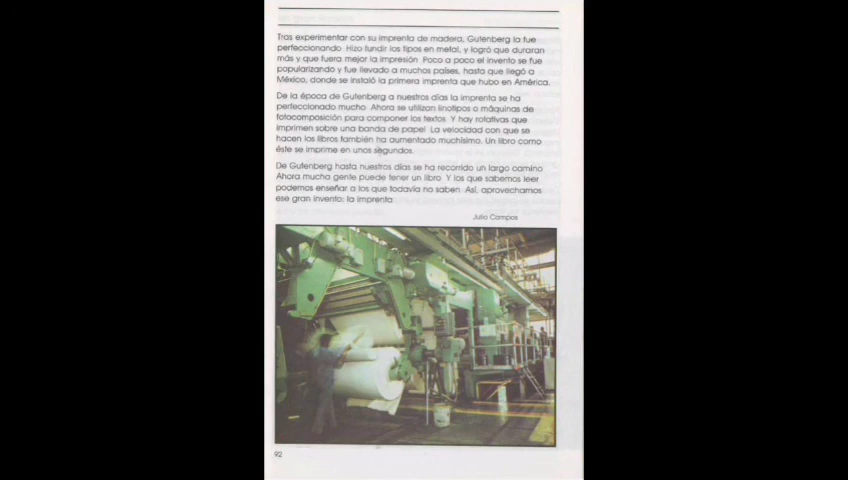 Tras experimentar con su imprenta de madera, Gutenberg la fue
perfeccionando. Hizo fundir los tipos en metal, y logró que duraran
más y que fuera mejor la impresión. Poco a poco el invento se fue
popularizando y fue llevado a muchos países, hasta que llegó a
México, donde se instaló la primera imprenta que hubo en América.
De la época de Gutenberg a nuestros días la imprenta se ha
perfeccionado mucho. Ahora se utilizan linotipos o máquinas de
fotocomposición para componer los textos. Y hay rotativas que
imprimen sobre una banda de papel. La velocidad con que se
hacen los libros también ha aumentado muchísimo. Un libro como
éste se imprime en unos segundos.
De Gutenberg hasta nuestros días se ha recorrido un largo camino.
Ahora mucha gente puede tener un libro. Y los que sabemos leer
podemos enseñar a los que todavía no saben. Así, aprovechamos
ese gran invento: la imprenta.
Julio Campos
92